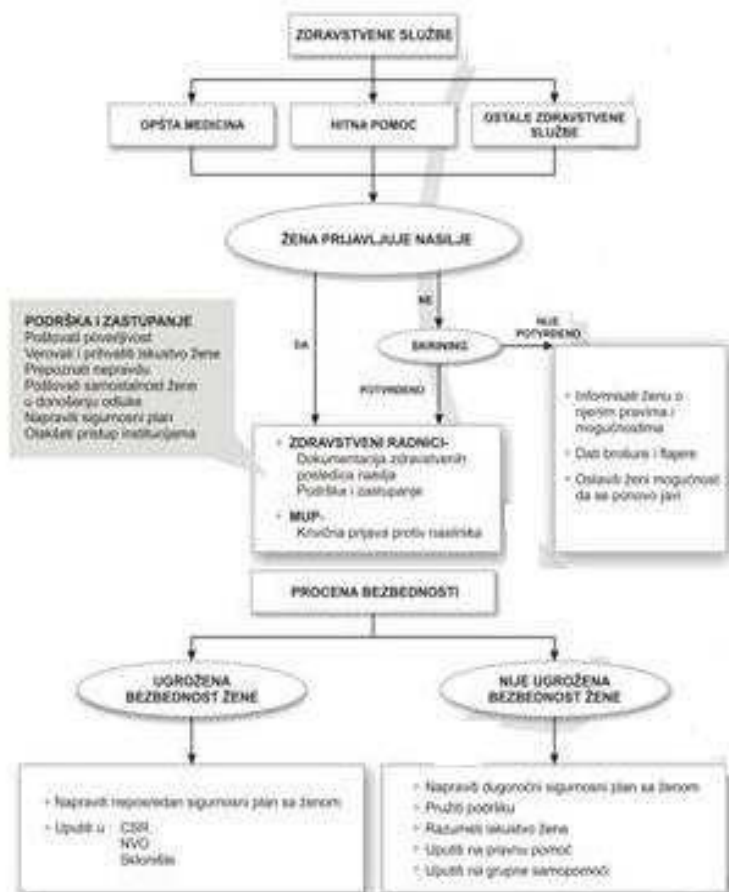 ZDRAVSTVENE SLUŽBE
OPŠTA MEDICINA
HITNA POMOĆ
OSTALE ZDRAVSTVENE
SLUŽBE
ŽENA PRIJAVLJUJE NASILJE
DA
NE
SKRINING
NIJE
POTVRĐENO
POTVRĐENO
PODRŠKA I ZASTUPANJE
Poštovati poverljivost
Verovati i prihvatiti iskustvo žene
Prepoznati nepravdu
Poštovati samostalnost žene
u donošenju odluke
Napraviti sigurnosni plan
Olakšati pristup institucijama
• ZDRAVSTVENI RADNICI-
Dokumentacija zdravstvenih
posledica nasilja
Podrška i zastupanje
• MUP-
Krivična prijava protiv nasilnika
• Informisati ženu o
njenim pravima i
mogućnostima
• Dati brošure i flajere
• Ostaviti ženi mogućnost
da se ponovo javi
PROCENA BEZBEDNOSTI
UGROŽENA
BEZBEDNOST ŽENE
NIJE UGROŽENA
BEZBEDNOST ŽENE
• Napraviti neposredan sigurnosni plan sa ženom
• Uputiti u : CSR
NVO
Sklonište
• Napraviti dugoročni sigurnosni plan sa ženom
• Pružiti podršku
• Razumeti iskustvo žene
• Uputiti na pravnu pomoć
• Uputiti na grupe samopomoći